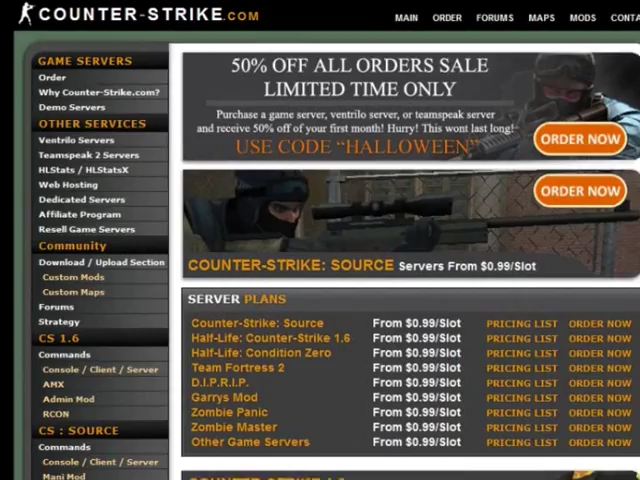 COUNTER-STRIKE.COM
MAIN ORDER FORUMS MAPS MODS CONTA
GAME SERVERS
Order
Why Counter-Strike.com?
Demo Servers
OTHER SERVICES
Ventrilo Servers
Teamspeak 2 Servers
HLStats / HLStatsX
Web Hosting
Dedicated Servers
Affiliate Program
Resell Game Servers
Community
Download / Upload Section
Custom Mods
Custom Maps
Forums
Strategy
CS 1.6
Commands
Console / Client / Server
AMX
Admin Mod
RCON
CS : SOURCE
Commands
Console / Client / Server
Mani Mod
50% OFF ALL ORDERS SALE
LIMITED TIME ONLY
Purchase a game server, ventrilo server, or teamspeak server
and receive 50% off of your first month! Hurry! This wont last long!
USE CODE "HALLOWEEN"
ORDER NOW
ORDER NOW
COUNTER-STRIKE: SOURCE Servers From $0.99/Slot
SERVER PLANS
Counter-Strike: Source From $0.99/Slot PRICING LIST ORDER NOW
Half-Life: Counter-Strike 1.6 From $0.99/Slot PRICING LIST ORDER NOW
Half-Life: Condition Zero From $0.99/Slot PRICING LIST ORDER NOW
Team Fortress 2 From $0.99/Slot PRICING LIST ORDER NOW
D.I.P.R.I.P. From $0.99/Slot PRICING LIST ORDER NOW
Garrys Mod From $0.99/Slot PRICING LIST ORDER NOW
Zombie Panic From $0.99/Slot PRICING LIST ORDER NOW
Zombie Master From $0.99/Slot PRICING LIST ORDER NOW
Other Game Servers From $0.99/Slot PRICING LIST ORDER NOW